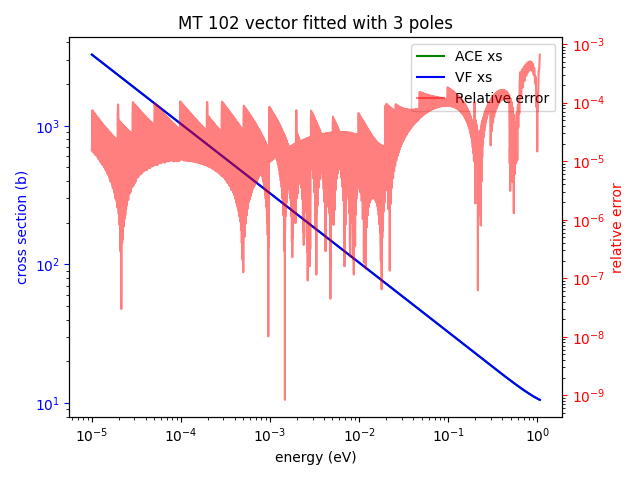 MT 102 vector fitted with 3 poles
ACE xs
VF xs
Relative error
cross section (b)
10³
10²
10¹
10⁻³
10⁻⁴
10⁻⁵
10⁻⁶
10⁻⁷
10⁻⁸
10⁻⁹
relative error
10⁻⁵ 10⁻⁴ 10⁻³ 10⁻² 10⁻¹ 10⁰
energy (eV)